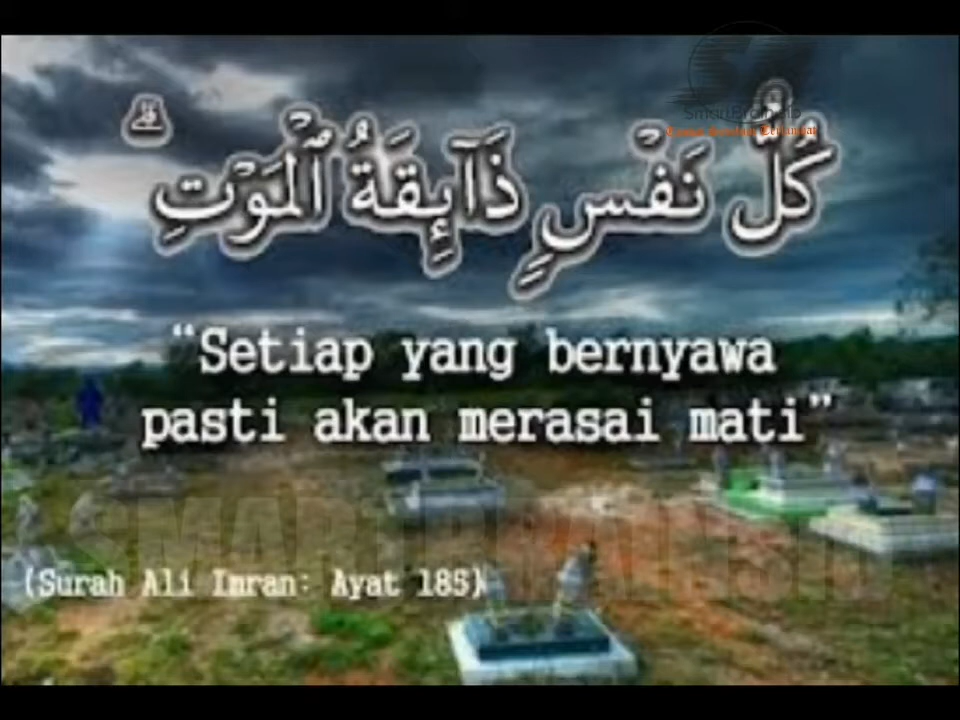 كُلُّ نَفْسٍ ذَآئِقَةُ ٱلْمَوْتِ ۗ
“Setiap yang bernyawa
pasti akan merasai mati”
(Surah Ali Imran: Ayat 185)